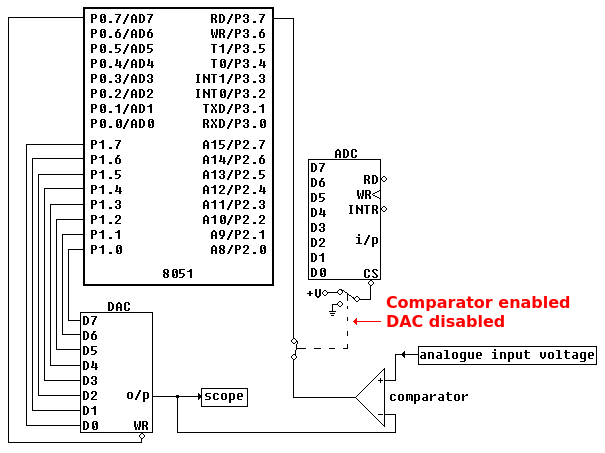 P0.7/AD7 RD/P3.7
P0.6/AD6 WR/P3.6
P0.5/AD5 T1/P3.5
P0.4/AD4 T0/P3.4
P0.3/AD3 INT1/P3.3
P0.2/AD2 INT0/P3.2
P0.1/AD1 TXD/P3.1
P0.0/AD0 RXD/P3.0
P1.7 A15/P2.7
P1.6 A14/P2.6
P1.5 A13/P2.5
P1.4 A12/P2.4
P1.3 A11/P2.3
P1.2 A10/P2.2
P1.1 A9/P2.1
P1.0 A8/P2.0
8051
ADC
D7
D6 RD
D5 WR
D4 INTR
D3
D2 i/p
D1
D0 CS
+V
Comparator enabled
DAC disabled
DAC
D7
D6
D5
D4
D3
D2 o/p
D1
D0 WR
scope
analogue input voltage
+
comparator
-